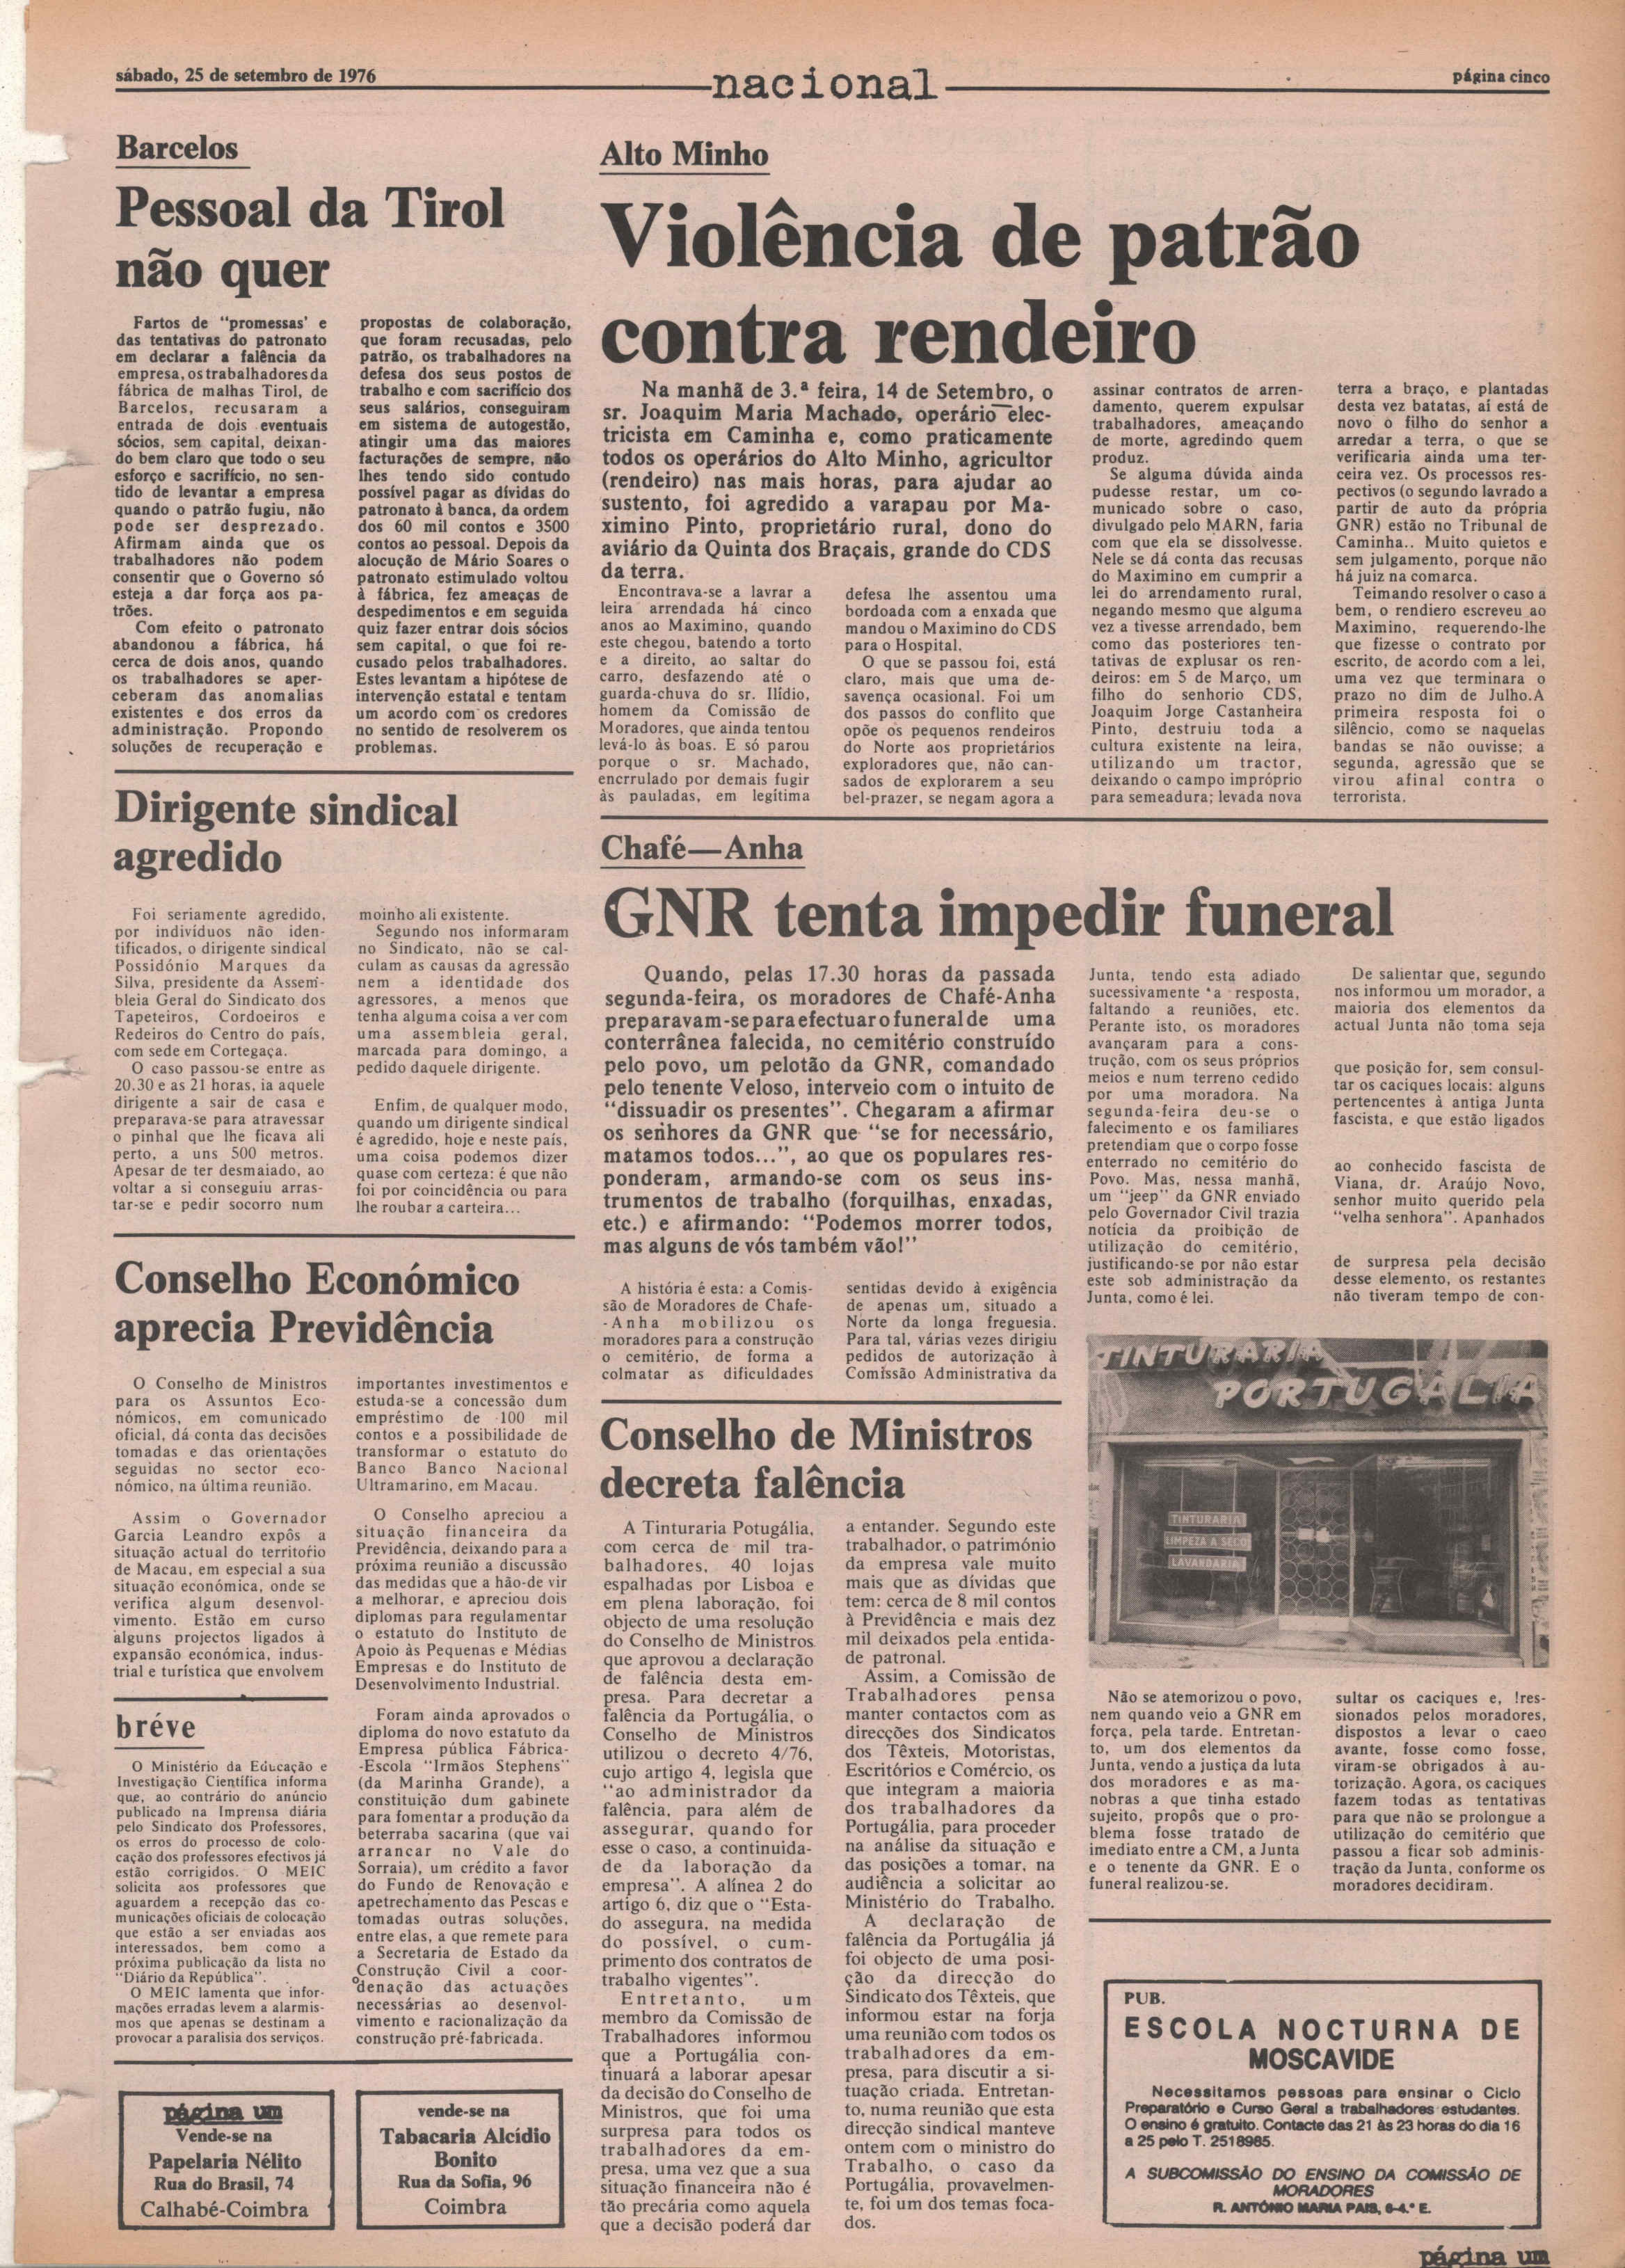 sábado, 25 de setembro de 1976
nacional
página cinco
Barcelos
Pessoal da Tirol
não quer
Fartos de "promessas' e
das tentativas do patronato
em declarar a falência da
empresa, os trabalhadores da
fábrica de malhas Tirol, de
Barcelos, recusaram a
entrada de dois eventuais
sócios, sem capital, deixan-
do bem claro que todo o seu
esforço e sacrifício, no sen-
tido de levantar a empresa
quando o patrão fugiu, não
pode ser desprezado.
Afirmam ainda que os
trabalhadores não podem
consentir que o Governo só
esteja a dar força aos pa-
trões.
Com efeito o patronato
abandonou a fábrica, há
cerca de dois anos, quando
os trabalhadores se aper-
ceberam das anomalias
existentes e dos erros da
administração. Propondo
soluções de recuperação e
propostas de colaboração,
que foram recusadas, pelo
patrão, os trabalhadores na
defesa dos seus postos de
trabalho e com sacrifício dos
seus salários, conseguiram
em sistema de autogestão,
atingir uma das maiores
facturações de sempre, não
lhes tendo sido contudo
possível pagar as dívidas do
patronato à banca, da ordem
dos 60 mil contos e 3500
contos ao pessoal. Depois da
alocução de Mário Soares o
patronato estimulado voltou
à fábrica, fez ameaças de
despedimentos e em seguida
quiz fazer entrar dois sócios
sem capital, o que foi re-
cusado pelos trabalhadores.
Estes levantam a hipótese de
intervenção estatal e tentam
um acordo com os credores
no sentido de resolverem os
problemas.
Dirigente sindical
agredido
Foi seriamente agredido,
por indivíduos não iden-
tificados, o dirigente sindical
Possidónio Marques da
Silva, presidente da Assem-
bleia Geral do Sindicato dos
Tapeteiros, Cordoeiros e
Redeiros do Centro do país,
com sede em Cortegaça.
O caso passou-se entre as
20.30 e as 21 horas, ia aquele
dirigente a sair de casa e
preparava-se para atravessar
o pinhal que lhe ficava ali
perto, a uns 500 metros.
Apesar de ter desmaiado, ao
voltar a si conseguiu arras-
tar-se e pedir socorro num
moinho ali existente.
Segundo nos informaram
no Sindicato, não se cal-
culam as causas da agressão
nem a identidade dos
agressores, a menos que
tenha alguma coisa a ver com
uma assembleia geral,
marcada para domingo, a
pedido daquele dirigente.
Enfim, de qualquer modo,
quando um dirigente sindical
é agredido, hoje e neste país,
uma coisa podemos dizer
quase com certeza: é que não
foi por coincidência ou para
lhe roubar a carteira...
Conselho Económico
aprecia Previdência
O Conselho de Ministros
para os Assuntos Eco-
nómicos, em comunicado
oficial, dá conta das decisões
tomadas e das orientações
seguidas no sector eco-
nómico, na última reunião.
Assim o Governador
Garcia Leandro expôs a
situação actual do território
de Macau, em especial a sua
situação económica, onde se
verifica algum desenvol-
vimento. Estão em curso
alguns projectos ligados à
expansão económica, indus-
trial e turística que envolvem
importantes investimentos e
estuda-se a concessão dum
empréstimo de 100 mil
contos e a possibilidade de
transformar o estatuto do
Banco Banco Nacional
Ultramarino, em Macau.
O Conselho apreciou a
situação financeira da
Previdência, deixando para a
próxima reunião a discussão
das medidas que a hão-de vir
a melhorar, e apreciou dois
diplomas para regulamentar
o estatuto do Instituto de
Apoio às Pequenas e Médias
Empresas e do Instituto de
Desenvolvimento Industrial.
Foram ainda aprovados o
diploma do novo estatuto da
Empresa pública Fábrica-
-Escola "Irmãos Stephens"
(da Marinha Grande), a
constituição dum gabinete
para fomentar a produção da
beterraba sacarina (que vai
arrancar no Vale do
Sorraia), um crédito a favor
do Fundo de Renovação e
apetrechamento das Pescas e
tomadas outras soluções,
entre elas, a que remete para
a Secretaria de Estado da
Construção Civil a coor-
denação das actuações
necessárias ao desenvol-
vimento e racionalização da
construção pré-fabricada.
bréve
O Ministério da Educação e
Investigação Científica informa
que, ao contrário do anúncio
publicado na Imprensa diária
pelo Sindicato dos Professores,
os erros do processo de colo-
cação dos professores efectivos já
estão corrigidos. O MEIC
solicita aos professores que
aguardem a recepção das co-
municações oficiais de colocação
que estão a ser enviadas aos
interessados, bem como a
próxima publicação da lista no
"Diário da República".
O MEIC lamenta que infor-
mações erradas levem a alarmis-
mos que apenas se destinam a
provocar a paralisia dos serviços.
página um
Vende-se na
Papelaria Nélito
Rua do Brasil, 74
Calhabé-Coimbra
vende-se na
Tabacaria Alcídio
Bonito
Rua da Sofia, 96
Coimbra
Alto Minho
Violência de patrão
contra rendeiro
Na manhã de 3.ª feira, 14 de Setembro, o
sr. Joaquim Maria Machado, operário elec-
tricista em Caminha e, como praticamente
todos os operários do Alto Minho, agricultor
(rendeiro) nas mais horas, para ajudar ao
sustento, foi agredido a varapau por Ma-
ximino Pinto, proprietário rural, dono do
aviário da Quinta dos Braçais, grande do CDS
da terra.
Encontrava-se a lavrar a
leira arrendada há cinco
anos ao Maximino, quando
este chegou, batendo a torto
e a direito, ao saltar do
carro, desfazendo até o
guarda-chuva do sr. Ilídio,
homem da Comissão de
Moradores, que ainda tentou
levá-lo às boas. E só parou
porque o sr. Machado,
encrrulado por demais fugir
às pauladas, em legítima
defesa lhe assentou uma
bordoada com a enxada que
mandou o Maximino do CDS
para o Hospital.
O que se passou foi, está
claro, mais que uma de-
savença ocasional. Foi um
dos passos do conflito que
opõe os pequenos rendeiros
do Norte aos proprietários
exploradores que, não can-
sados de explorarem a seu
bel-prazer, se negam agora a
assinar contratos de arren-
damento, querem expulsar
trabalhadores, ameaçando
de morte, agredindo quem
produz.
Se alguma dúvida ainda
pudesse restar, um co-
municado sobre o caso,
divulgado pelo MARN, faria
com que ela se dissolvesse.
Nele se dá conta das recusas
do Maximino em cumprir a
lei do arrendamento rural,
negando mesmo que alguma
vez a tivesse arrendado, bem
como das posteriores ten-
tativas de explusar os ren-
deiros: em 5 de Março, um
filho do senhorio CDS,
Joaquim Jorge Castanheira
Pinto, destruiu toda a
cultura existente na leira,
utilizando um tractor,
deixando o campo impróprio
para semeadura; levada nova
terra a braço, e plantadas
desta vez batatas, aí está de
novo o filho do senhor a
arredar a terra, o que se
verificaria ainda uma ter-
ceira vez. Os processos res-
pectivos (o segundo lavrado a
partir de auto da própria
GNR) estão no Tribunal de
Caminha.. Muito quietos e
sem julgamento, porque não
há juiz na comarca.
Teimando resolver o caso a
bem, o rendiero escreveu ao
Maximino, requerendo-lhe
que fizesse o contrato por
escrito, de acordo com a lei,
uma vez que terminara o
prazo no dim de Julho.A
primeira resposta foi o
silêncio, como se naquelas
bandas se não ouvisse; a
segunda, agressão que se
virou afinal contra o
terrorista.
Chafé—Anha
GNR tenta impedir funeral
Quando, pelas 17.30 horas da passada
segunda-feira, os moradores de Chafé-Anha
preparavam-se para efectuar o funeral de uma
conterrânea falecida, no cemitério construído
pelo povo, um pelotão da GNR, comandado
pelo tenente Veloso, interveio com o intuito de
"dissuadir os presentes". Chegaram a afirmar
os senhores da GNR que "se for necessário,
matamos todos...", ao que os populares res-
ponderam, armando-se com os seus ins-
trumentos de trabalho (forquilhas, enxadas,
etc.) e afirmando: "Podemos morrer todos,
mas alguns de vós também vão!"
A história é esta: a Comis-
são de Moradores de Chafe-
-Anha mobilizou os
moradores para a construção
o cemitério, de forma a
colmatar as dificuldades
sentidas devido à exigência
de apenas um, situado a
Norte da longa freguesia.
Para tal, várias vezes dirigiu
pedidos de autorização à
Comissão Administrativa da
Junta, tendo esta adiado
sucessivamente 'a resposta,
faltando a reuniões, etc.
Perante isto, os moradores
avançaram para a cons-
trução, com os seus próprios
meios e num terreno cedido
por uma moradora. Na
segunda-feira deu-se o
falecimento e os familiares
pretendiam que o corpo fosse
enterrado no cemitério do
Povo. Mas, nessa manhã,
um "jeep" da GNR enviado
pelo Governador Civil trazia
notícia da proibição de
utilização do cemitério,
justificando-se por não estar
este sob administração da
Junta, como é lei.
De salientar que, segundo
nos informou um morador, a
maioria dos elementos da
actual Junta não toma seja
que posição for, sem consul-
tar os caciques locais: alguns
pertencentes à antiga Junta
fascista, e que estão ligados
ao conhecido fascista de
Viana, dr. Araújo Novo,
senhor muito querido pela
"velha senhora". Apanhados
de surpresa pela decisão
desse elemento, os restantes
não tiveram tempo de con-
TINTURARIA
PORTUGALIA
TINTURARIA
LIMPEZA A SECO
LAVANDARIA
Não se atemorizou o povo,
nem quando veio a GNR em
força, pela tarde. Entretan-
to, um dos elementos da
Junta, vendo a justiça da luta
dos moradores e as ma-
nobras a que tinha estado
sujeito, propôs que o pro-
blema fosse tratado de
imediato entre a CM, a Junta
e o tenente da GNR. E o
funeral realizou-se.
sultar os caciques e, !res-
sionados pelos moradores,
dispostos a levar o caeo
avante, fosse como fosse,
viram-se obrigados à au-
torização. Agora, os caciques
fazem todas as tentativas
para que não se prolongue a
utilização do cemitério que
passou a ficar sob adminis-
tração da Junta, conforme os
moradores decidiram.
Conselho de Ministros
decreta falência
A Tinturaria Potugália,
com cerca de mil tra-
balhadores, 40 lojas
espalhadas por Lisboa e
em plena laboração, foi
objecto de uma resolução
do Conselho de Ministros
que aprovou a declaração
de falência desta em-
presa. Para decretar a
falência da Portugália, o
Conselho de Ministros
utilizou o decreto 4/76,
cujo artigo 4, legisla que
"ao administrador da
falência, para além de
assegurar, quando for
esse o caso, a continuida-
de da laboração da
empresa". A alínea 2 do
artigo 6, diz que o "Esta-
do assegura, na medida
do possível, o cum-
primento dos contratos de
trabalho vigentes".
Entretanto, um
membro da Comissão de
Trabalhadores informou
que a Portugália con-
tinuará a laborar apesar
da decisão do Conselho de
Ministros, que foi uma
surpresa para todos os
trabalhadores da em-
presa, uma vez que a sua
situação financeira não é
tão precária como aquela
que a decisão poderá dar
a entander. Segundo este
trabalhador, o património
da empresa vale muito
mais que as dívidas que
tem: cerca de 8 mil contos
à Previdência e mais dez
mil deixados pela entida-
de patronal.
Assim, a Comissão de
Trabalhadores pensa
manter contactos com as
direcções dos Sindicatos
dos Têxteis, Motoristas,
Escritórios e Comércio, os
que integram a maioria
dos trabalhadores da
Portugália, para proceder
na análise da situação e
das posições a tomar, na
audiência a solicitar ao
Ministério do Trabalho.
A declaração de
falência da Portugália já
foi objecto de uma posi-
ção da direcção do
Sindicato dos Têxteis, que
informou estar na forja
uma reunião com todos os
trabalhadores da em-
presa, para discutir a si-
tuação criada. Entretan-
to, numa reunião que esta
direcção sindical manteve
ontem com o ministro do
Trabalho, o caso da
Portugália, provavelmen-
te, foi um dos temas foca-
dos.
PUB.
ESCOLA NOCTURNA DE
MOSCAVIDE
Necessitamos pessoas para ensinar o Ciclo
Preparatório e Curso Geral a trabalhadores estudantes.
O ensino é gratuito. Contacte das 21 às 23 horas do dia 16
a 25 pelo T. 2518985.
A SUBCOMISSÃO DO ENSINO DA COMISSÃO DE
MORADORES
R. ANTÓNIO MARIA PAIS, 6-4.º E.
página um